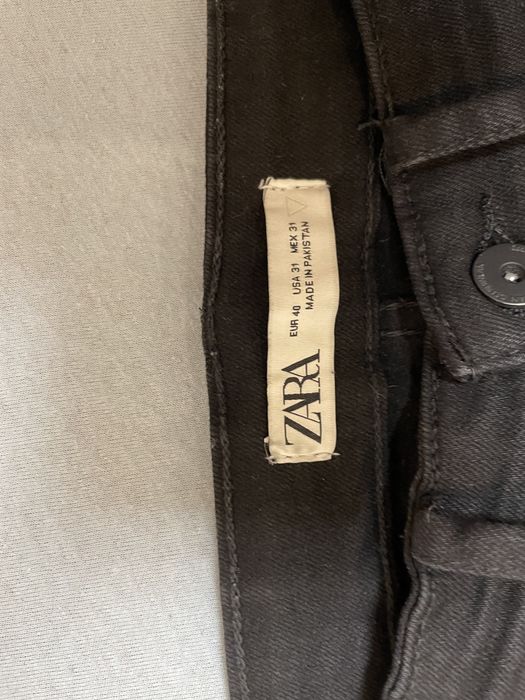 ZARA
EUR 40 USA 31 MEX 31
MADE IN PAKISTAN